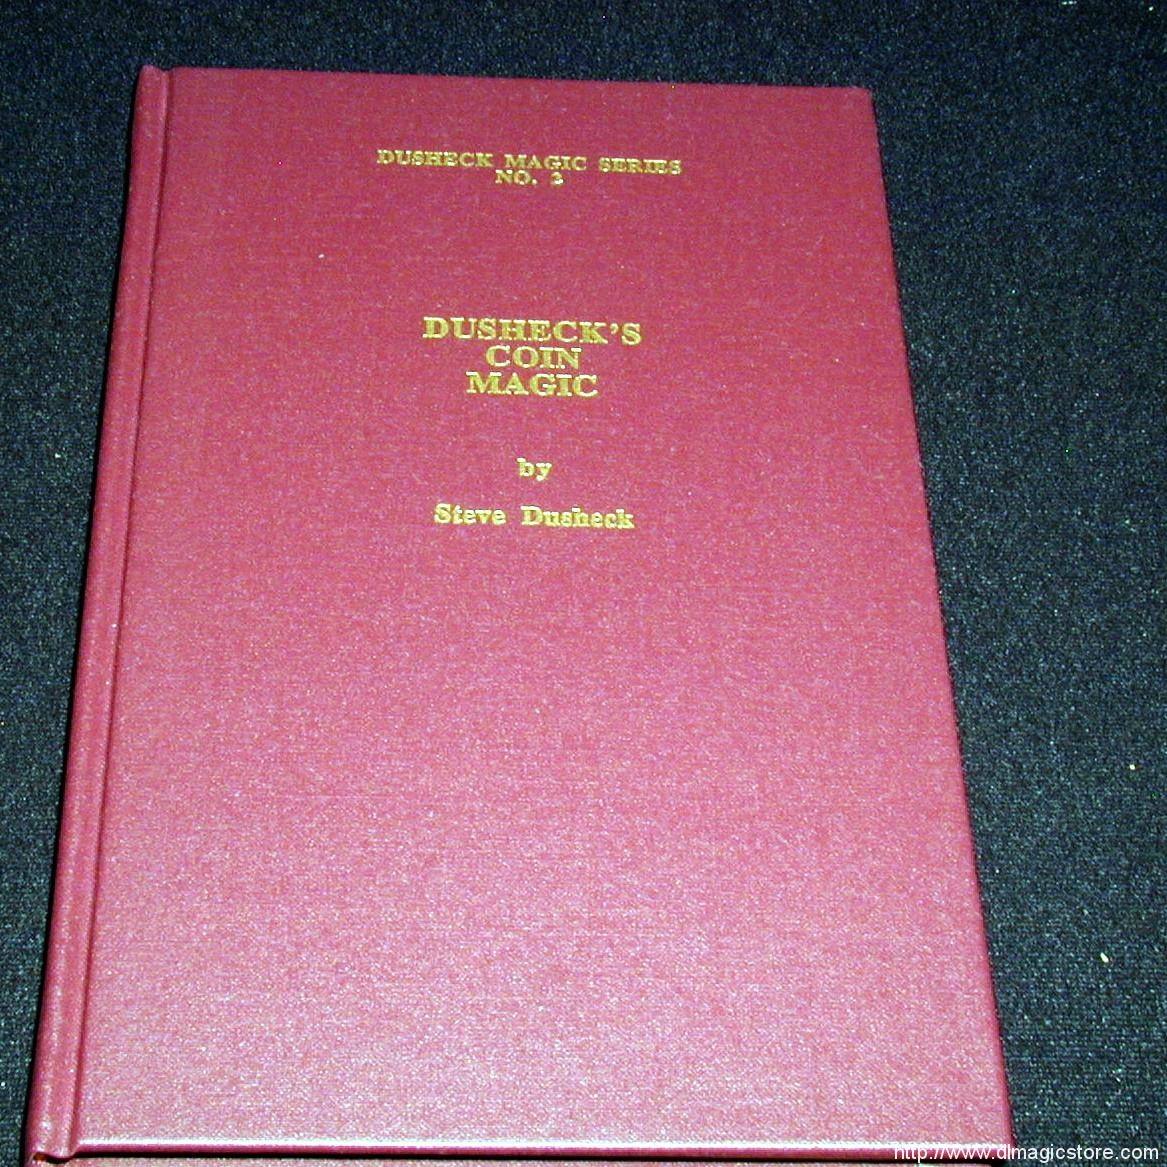 DUSHECK MAGIC SERIES
NO. 3
DUSHECK'S
COIN
MAGIC
by
Steve Dusheck
http://www.dlmagicstore.com